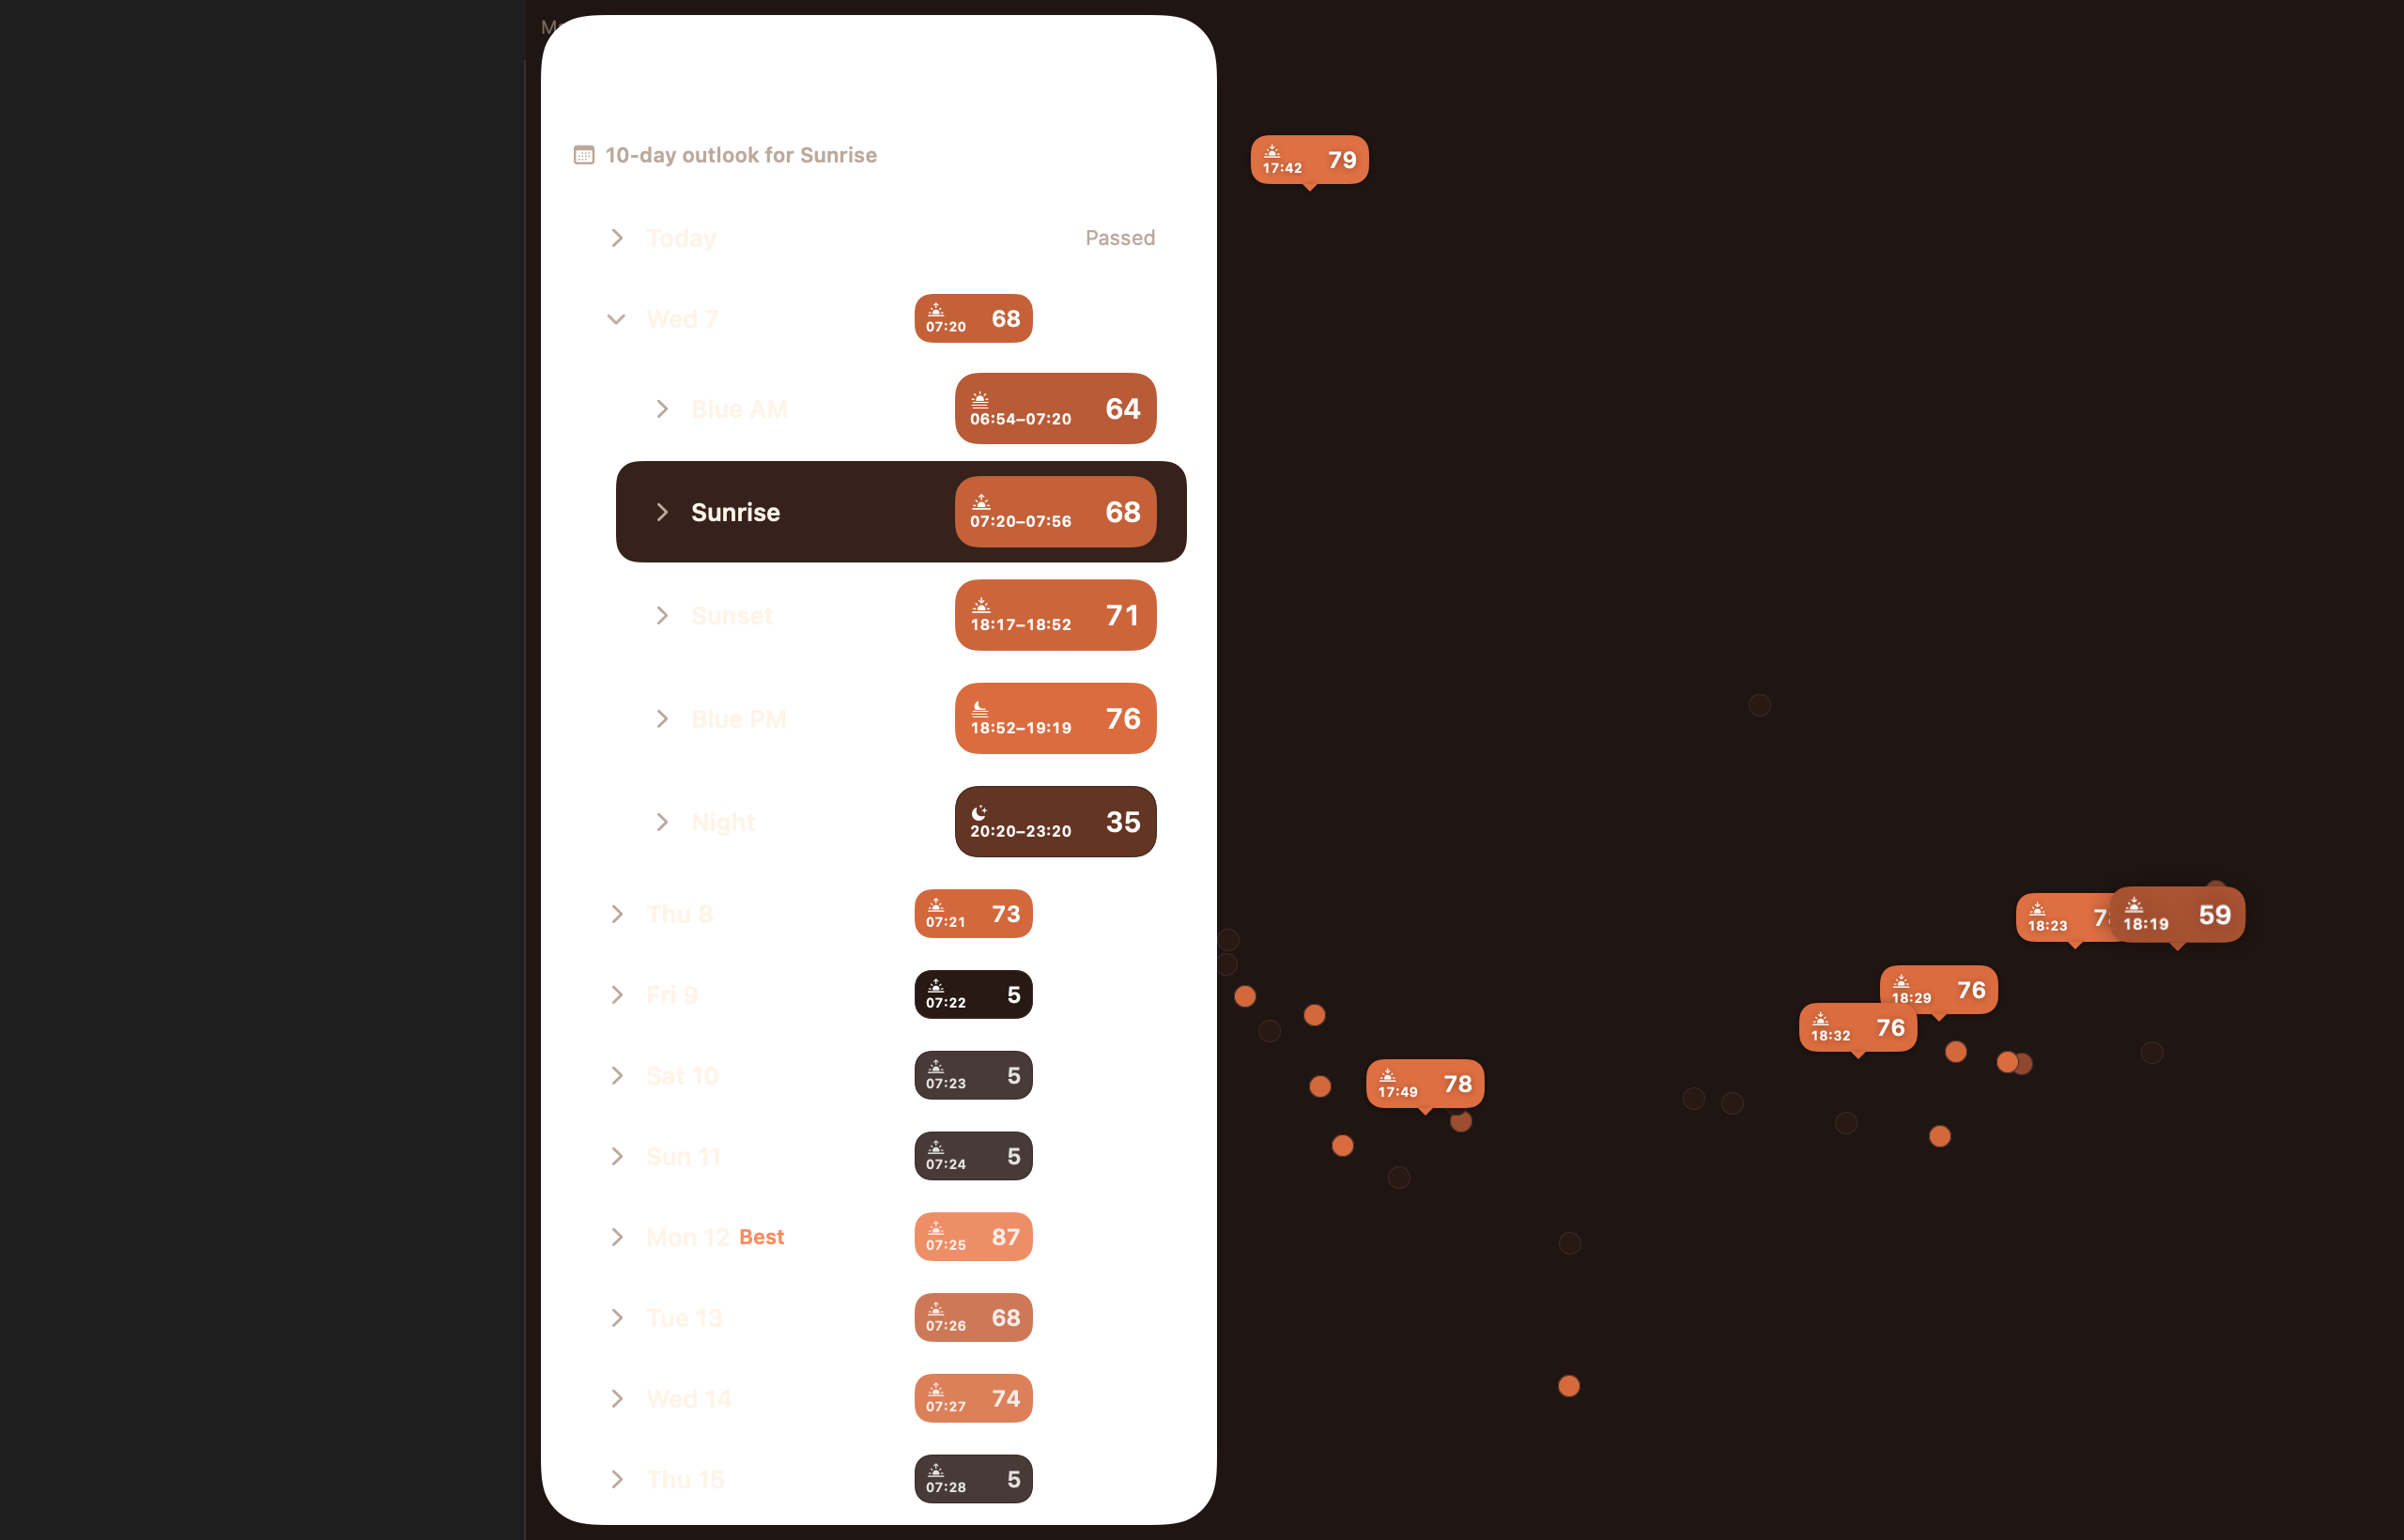 10-day outlook for Sunrise
Today
Passed
Wed 7
07:20
68
Blue AM
06:54–07:20
64
Sunrise
07:20–07:56
68
Sunset
18:17–18:52
71
Blue PM
18:52–19:19
76
Night
20:20–23:20
35
Thu 8
07:21
73
Fri 9
07:22
5
Sat 10
07:23
5
Sun 11
07:24
5
Mon 12 Best
07:25
87
Tue 13
07:26
68
Wed 14
07:27
74
Thu 15
07:28
5
17:42
79
18:23
18:19
59
18:29
76
18:32
76
17:49
78